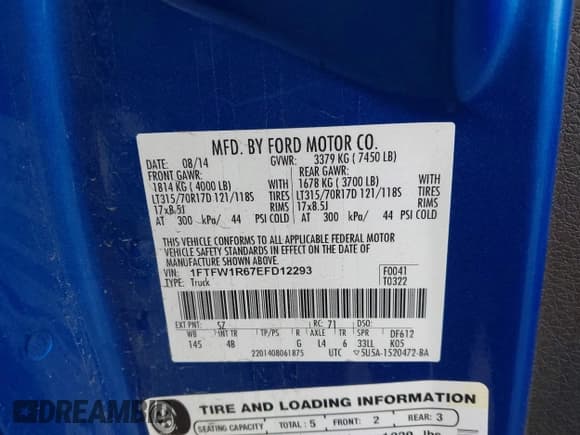 MFD. BY FORD MOTOR CO.
DATE: 08/14 GVWR: 3379 KG ( 7450 LB)
FRONT GAWR: REAR GAWR:
1814 KG ( 4000 LB) 1678 KG ( 3700 LB)
LT315/70R17D 121/118S TIRES LT315/70R17D 121/118S TIRES
17x8.5J RIMS 17x8.5J RIMS
AT 300 kPa/ 44 PSI COLD AT 300 kPa/ 44 PSI COLD
THIS VEHICLE CONFORMS TO ALL APPLICABLE FEDERAL MOTOR
VEHICLE SAFETY STANDARDS IN EFFECT ON THE DATE OF
MANUFACTURE SHOWN ABOVE.
VIN: 1FTFW1R67EFD12293 F0041
TYPE: Truck T0322
EXT PNT: SZ RC: 71 DSO:
WB INT TR TP/PS R AXLE TR SPR DF612
145 4B G L4 6 33LL K05
2201408061875 UTC ▽5U5A-1520472-BA
TIRE AND LOADING INFORMATION
SEATING CAPACITY TOTAL : 5 FRONT: 2 REAR: 3
lbs
DREAMBID